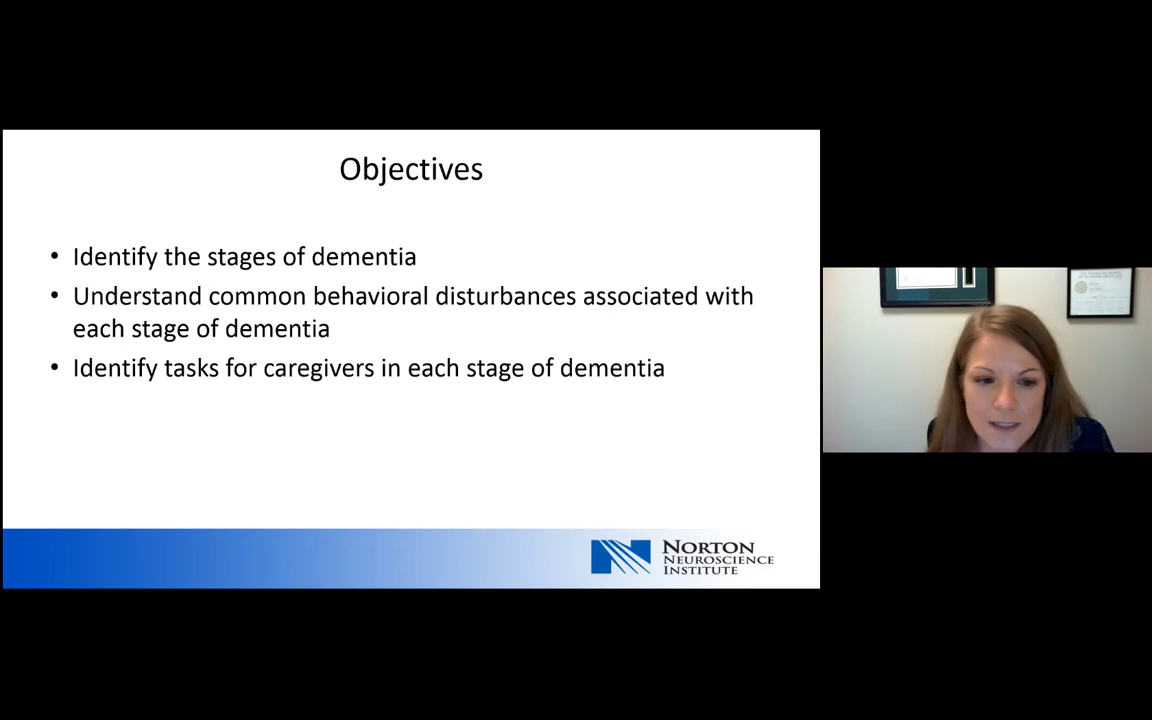 Objectives
• Identify the stages of dementia
• Understand common behavioral disturbances associated with
each stage of dementia
• Identify tasks for caregivers in each stage of dementia
NORTON
NEUROSCIENCE
INSTITUTE